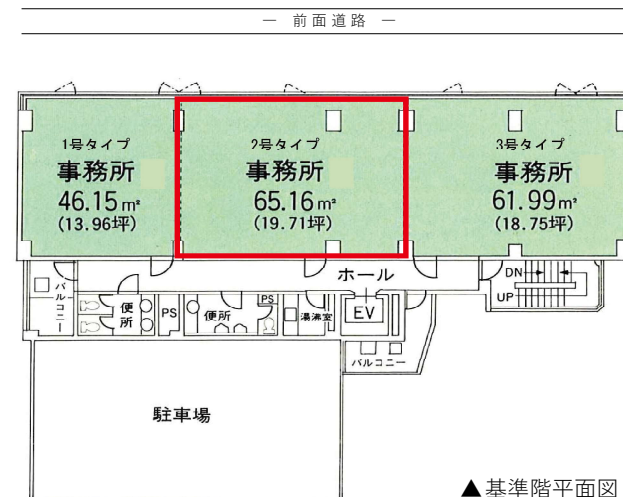 ― 前面道路 ―
1号タイプ
事務所
46.15㎡
(13.96坪)
2号タイプ
事務所
65.16㎡
(19.71坪)
3号タイプ
事務所
61.99㎡
(18.75坪)
ホール
DN
UP
バルコニー
便所
PS
便所
PS
湯沸室
EV
バルコニー
駐車場
▲基準階平面図